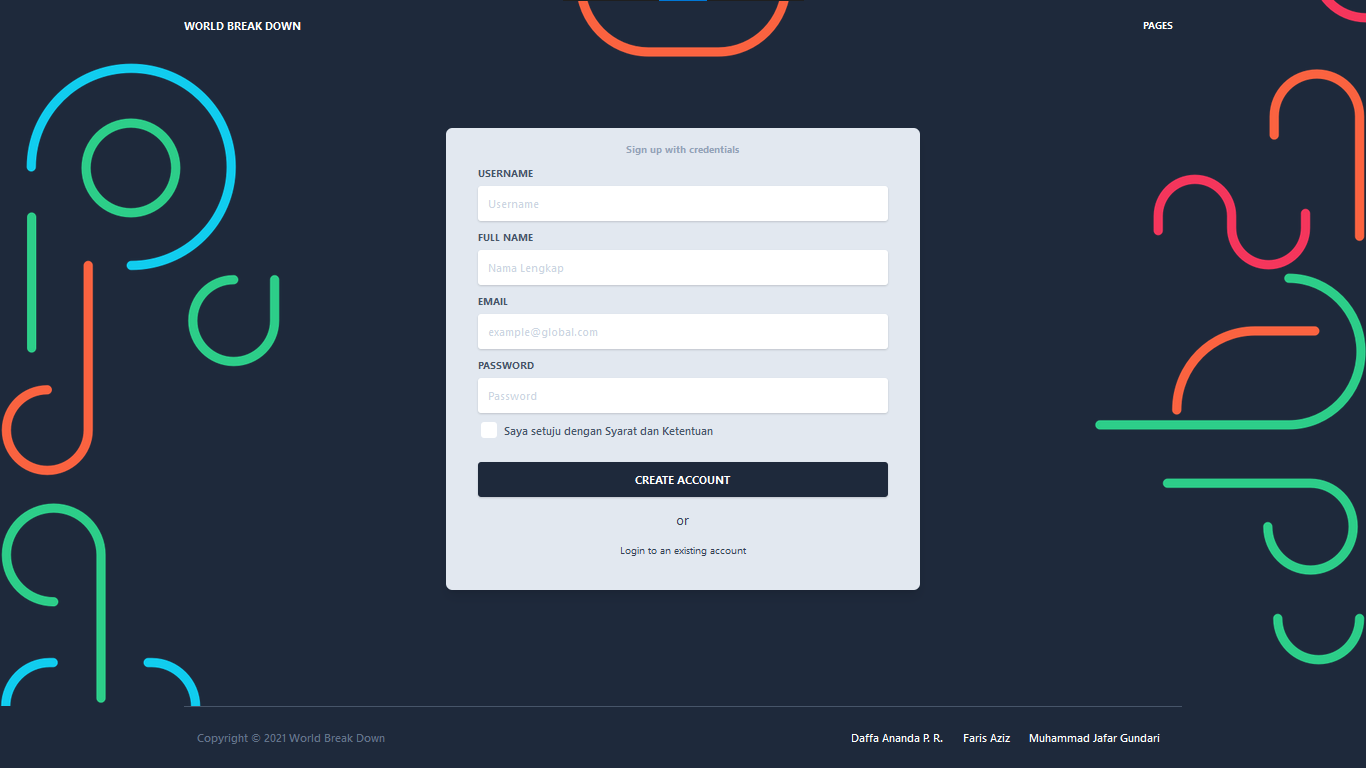 WORLD BREAK DOWN
PAGES
Sign up with credentials
USERNAME
Username
FULL NAME
Nama Lengkap
EMAIL
example@global.com
PASSWORD
Password
Saya setuju dengan Syarat dan Ketentuan
CREATE ACCOUNT
or
Login to an existing account
Copyright © 2021 World Break Down
Daffa Ananda P. R.
Faris Aziz
Muhammad Jafar Gundari